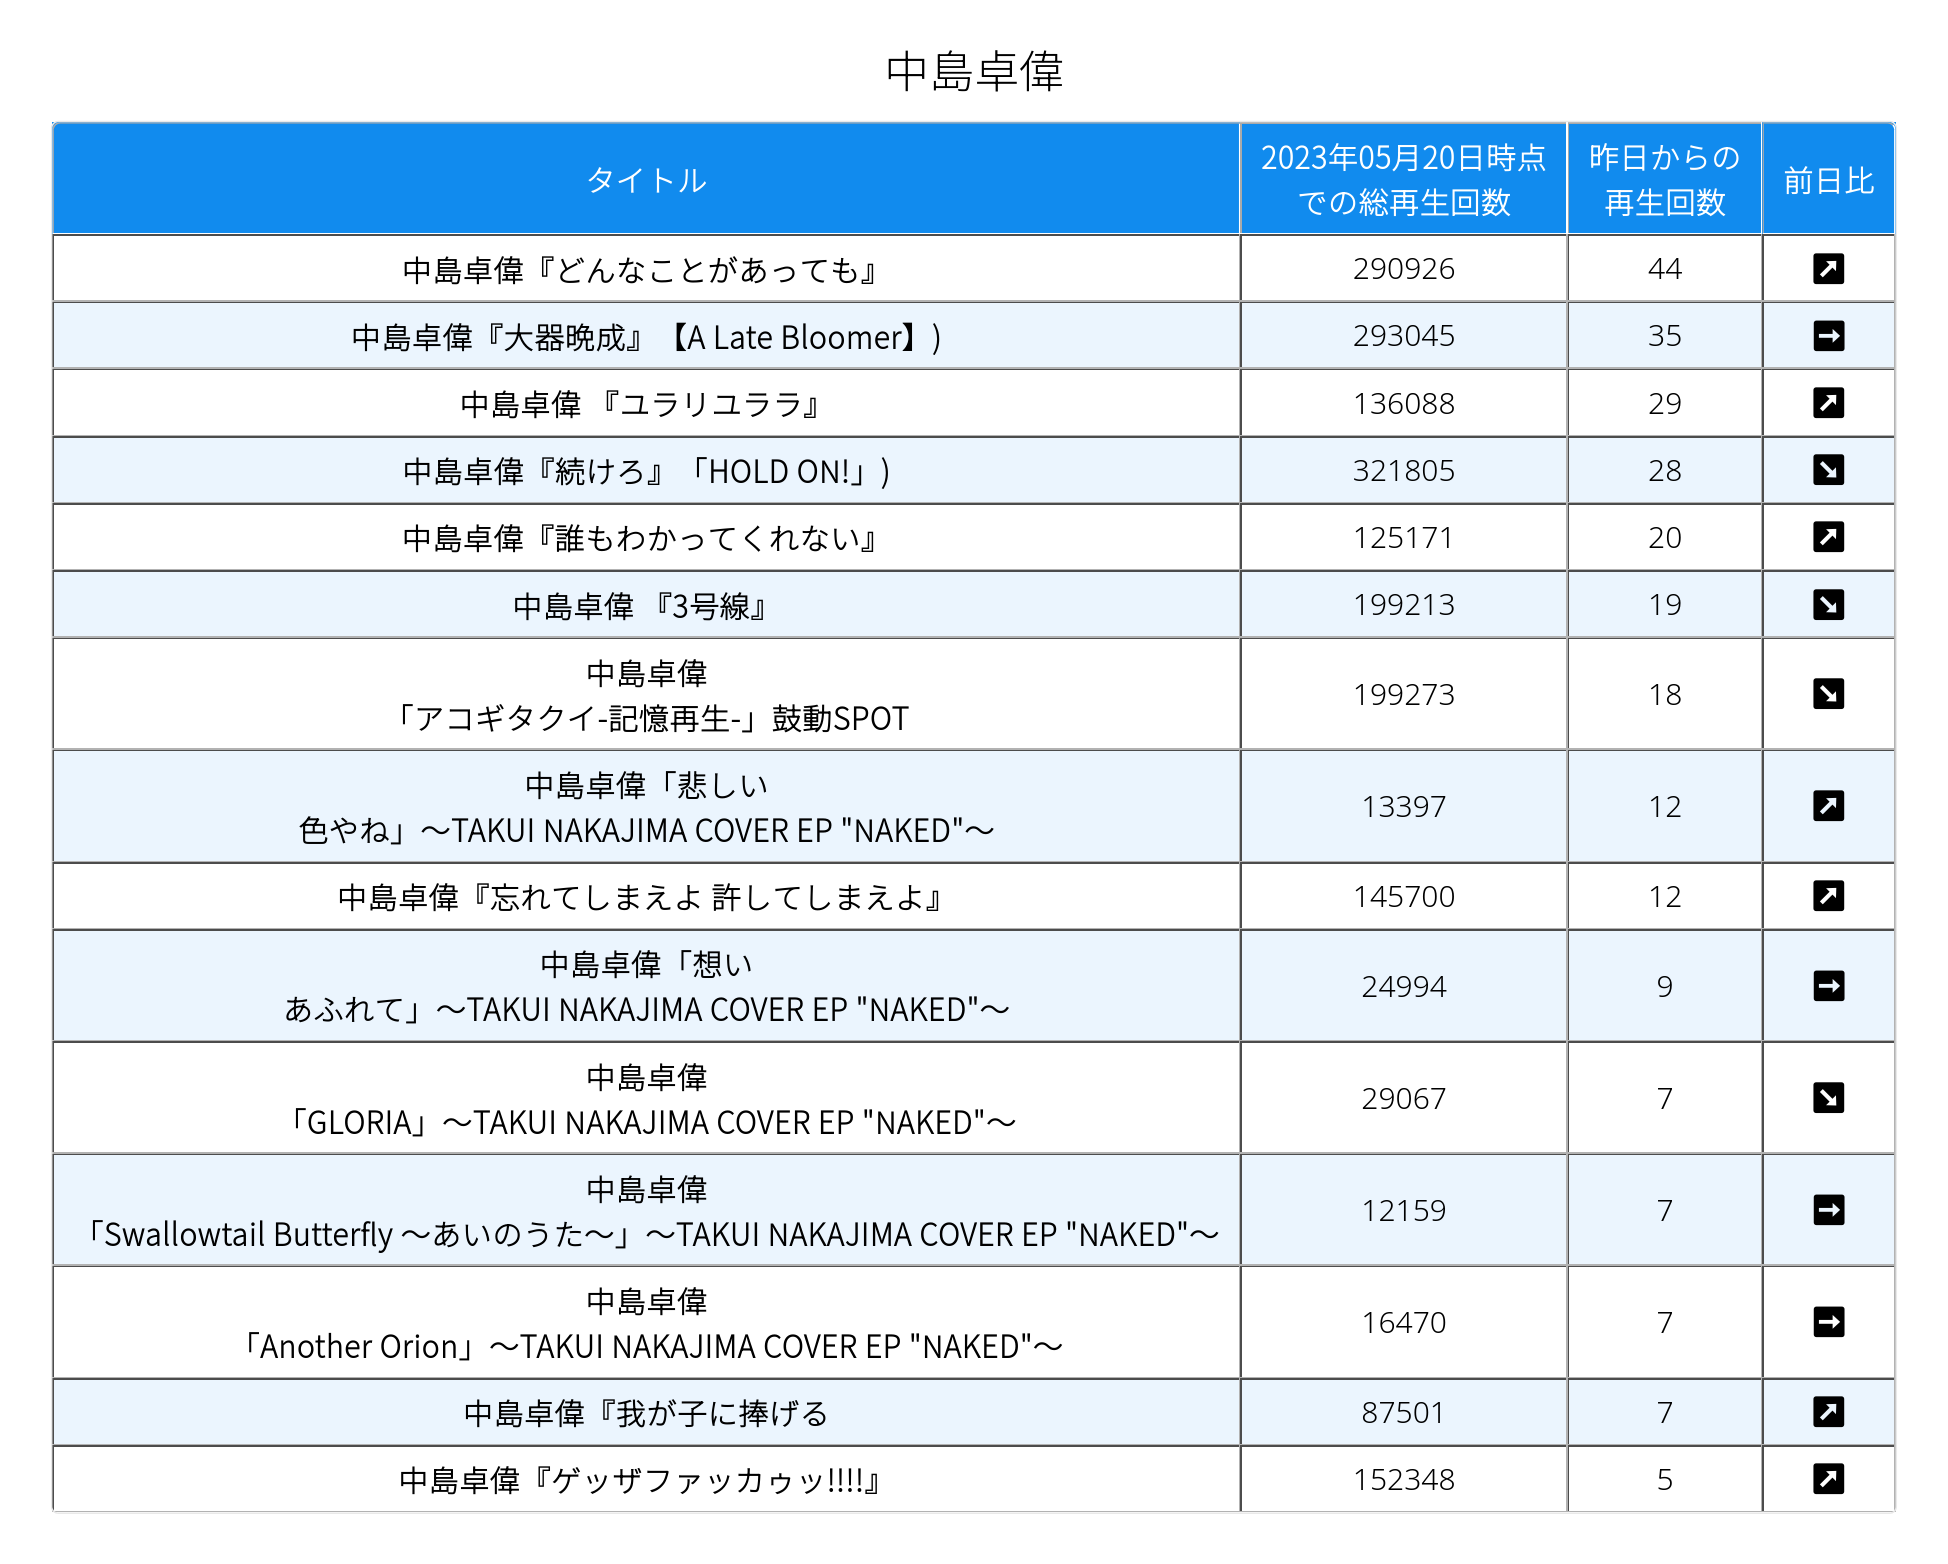 中島卓偉
タイトル
2023年05月20日時点
での総再生回数
昨日からの
再生回数
前日比
中島卓偉『どんなことがあっても』
290926
44
中島卓偉『大器晩成』【A Late Bloomer】)
293045
35
中島卓偉 『ユラリユララ』
136088
29
中島卓偉『続けろ』「HOLD ON!」)
321805
28
中島卓偉『誰もわかってくれない』
125171
20
中島卓偉 『3号線』
199213
19
中島卓偉
「アコギタクイ-記憶再生-」鼓動SPOT
199273
18
中島卓偉「悲しい
色やね」～TAKUI NAKAJIMA COVER EP "NAKED"～
13397
12
中島卓偉『忘れてしまえよ 許してしまえよ』
145700
12
中島卓偉「想い
あふれて」～TAKUI NAKAJIMA COVER EP "NAKED"～
24994
9
中島卓偉
「GLORIA」～TAKUI NAKAJIMA COVER EP "NAKED"～
29067
7
中島卓偉
「Swallowtail Butterfly ～あいのうた～」～TAKUI NAKAJIMA COVER EP "NAKED"～
12159
7
中島卓偉
「Another Orion」～TAKUI NAKAJIMA COVER EP "NAKED"～
16470
7
中島卓偉『我が子に捧げる
87501
7
中島卓偉『ゲッザファッカゥッ!!!!』
152348
5